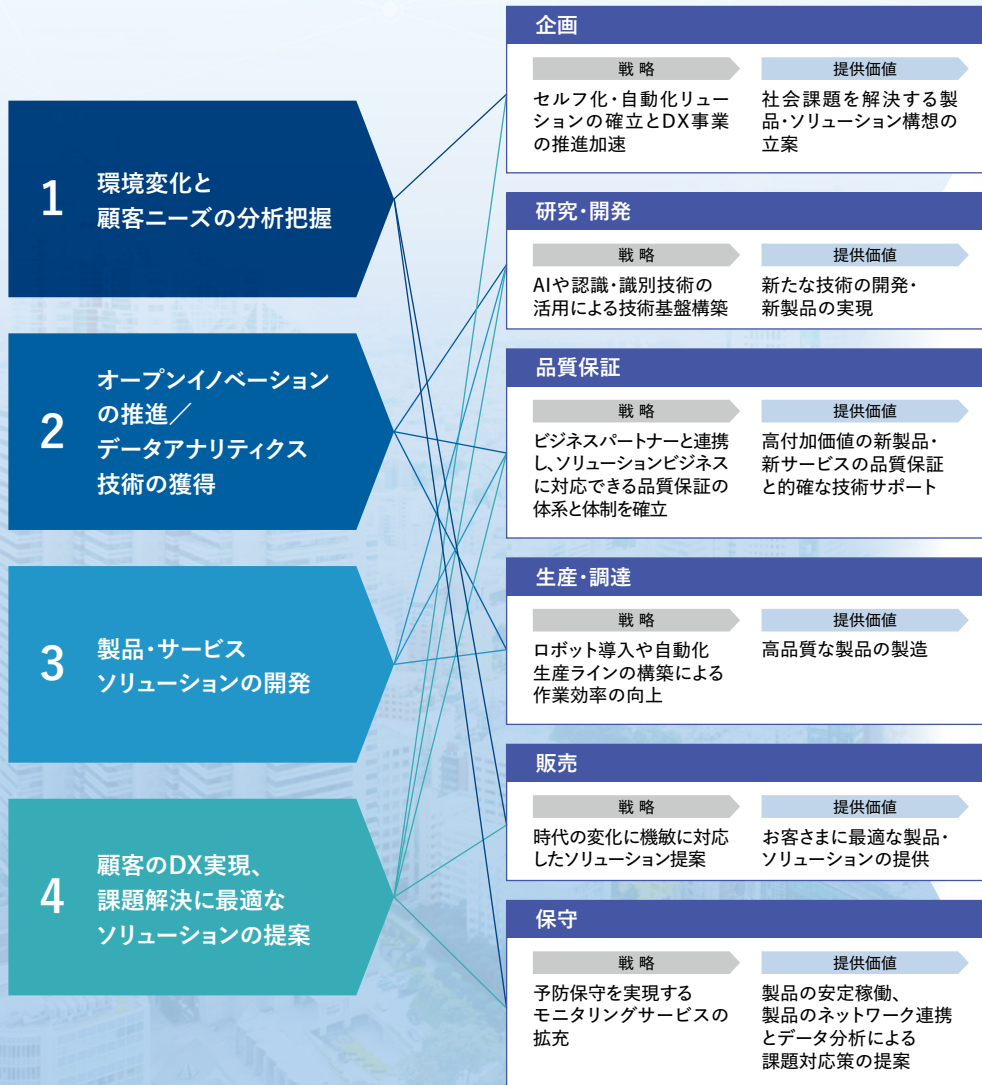 1
環境変化と
顧客ニーズの分析把握
2
オープンイノベーション
の推進／
データアナリティクス
技術の獲得
3
製品・サービス
ソリューションの開発
4
顧客のDX実現、
課題解決に最適な
ソリューションの提案
企画
戦 略
セルフ化・自動化リュー
ションの確立とDX事業
の推進加速
提供価値
社会課題を解決する製
品・ソリューション構想の
立案
研究・開発
戦 略
AIや認識・識別技術の
活用による技術基盤構築
提供価値
新たな技術の開発・
新製品の実現
品質保証
戦 略
ビジネスパートナーと連携
し、ソリューションビジネス
に対応できる品質保証の
体系と体制を確立
提供価値
高付加価値の新製品・
新サービスの品質保証
と的確な技術サポート
生産・調達
戦 略
ロボット導入や自動化
生産ラインの構築による
作業効率の向上
提供価値
高品質な製品の製造
販売
戦 略
時代の変化に機敏に対応
したソリューション提案
提供価値
お客さまに最適な製品・
ソリューションの提供
保守
戦 略
予防保守を実現する
モニタリングサービスの
拡充
提供価値
製品の安定稼働、
製品のネットワーク連携
とデータ分析による
課題対応策の提案